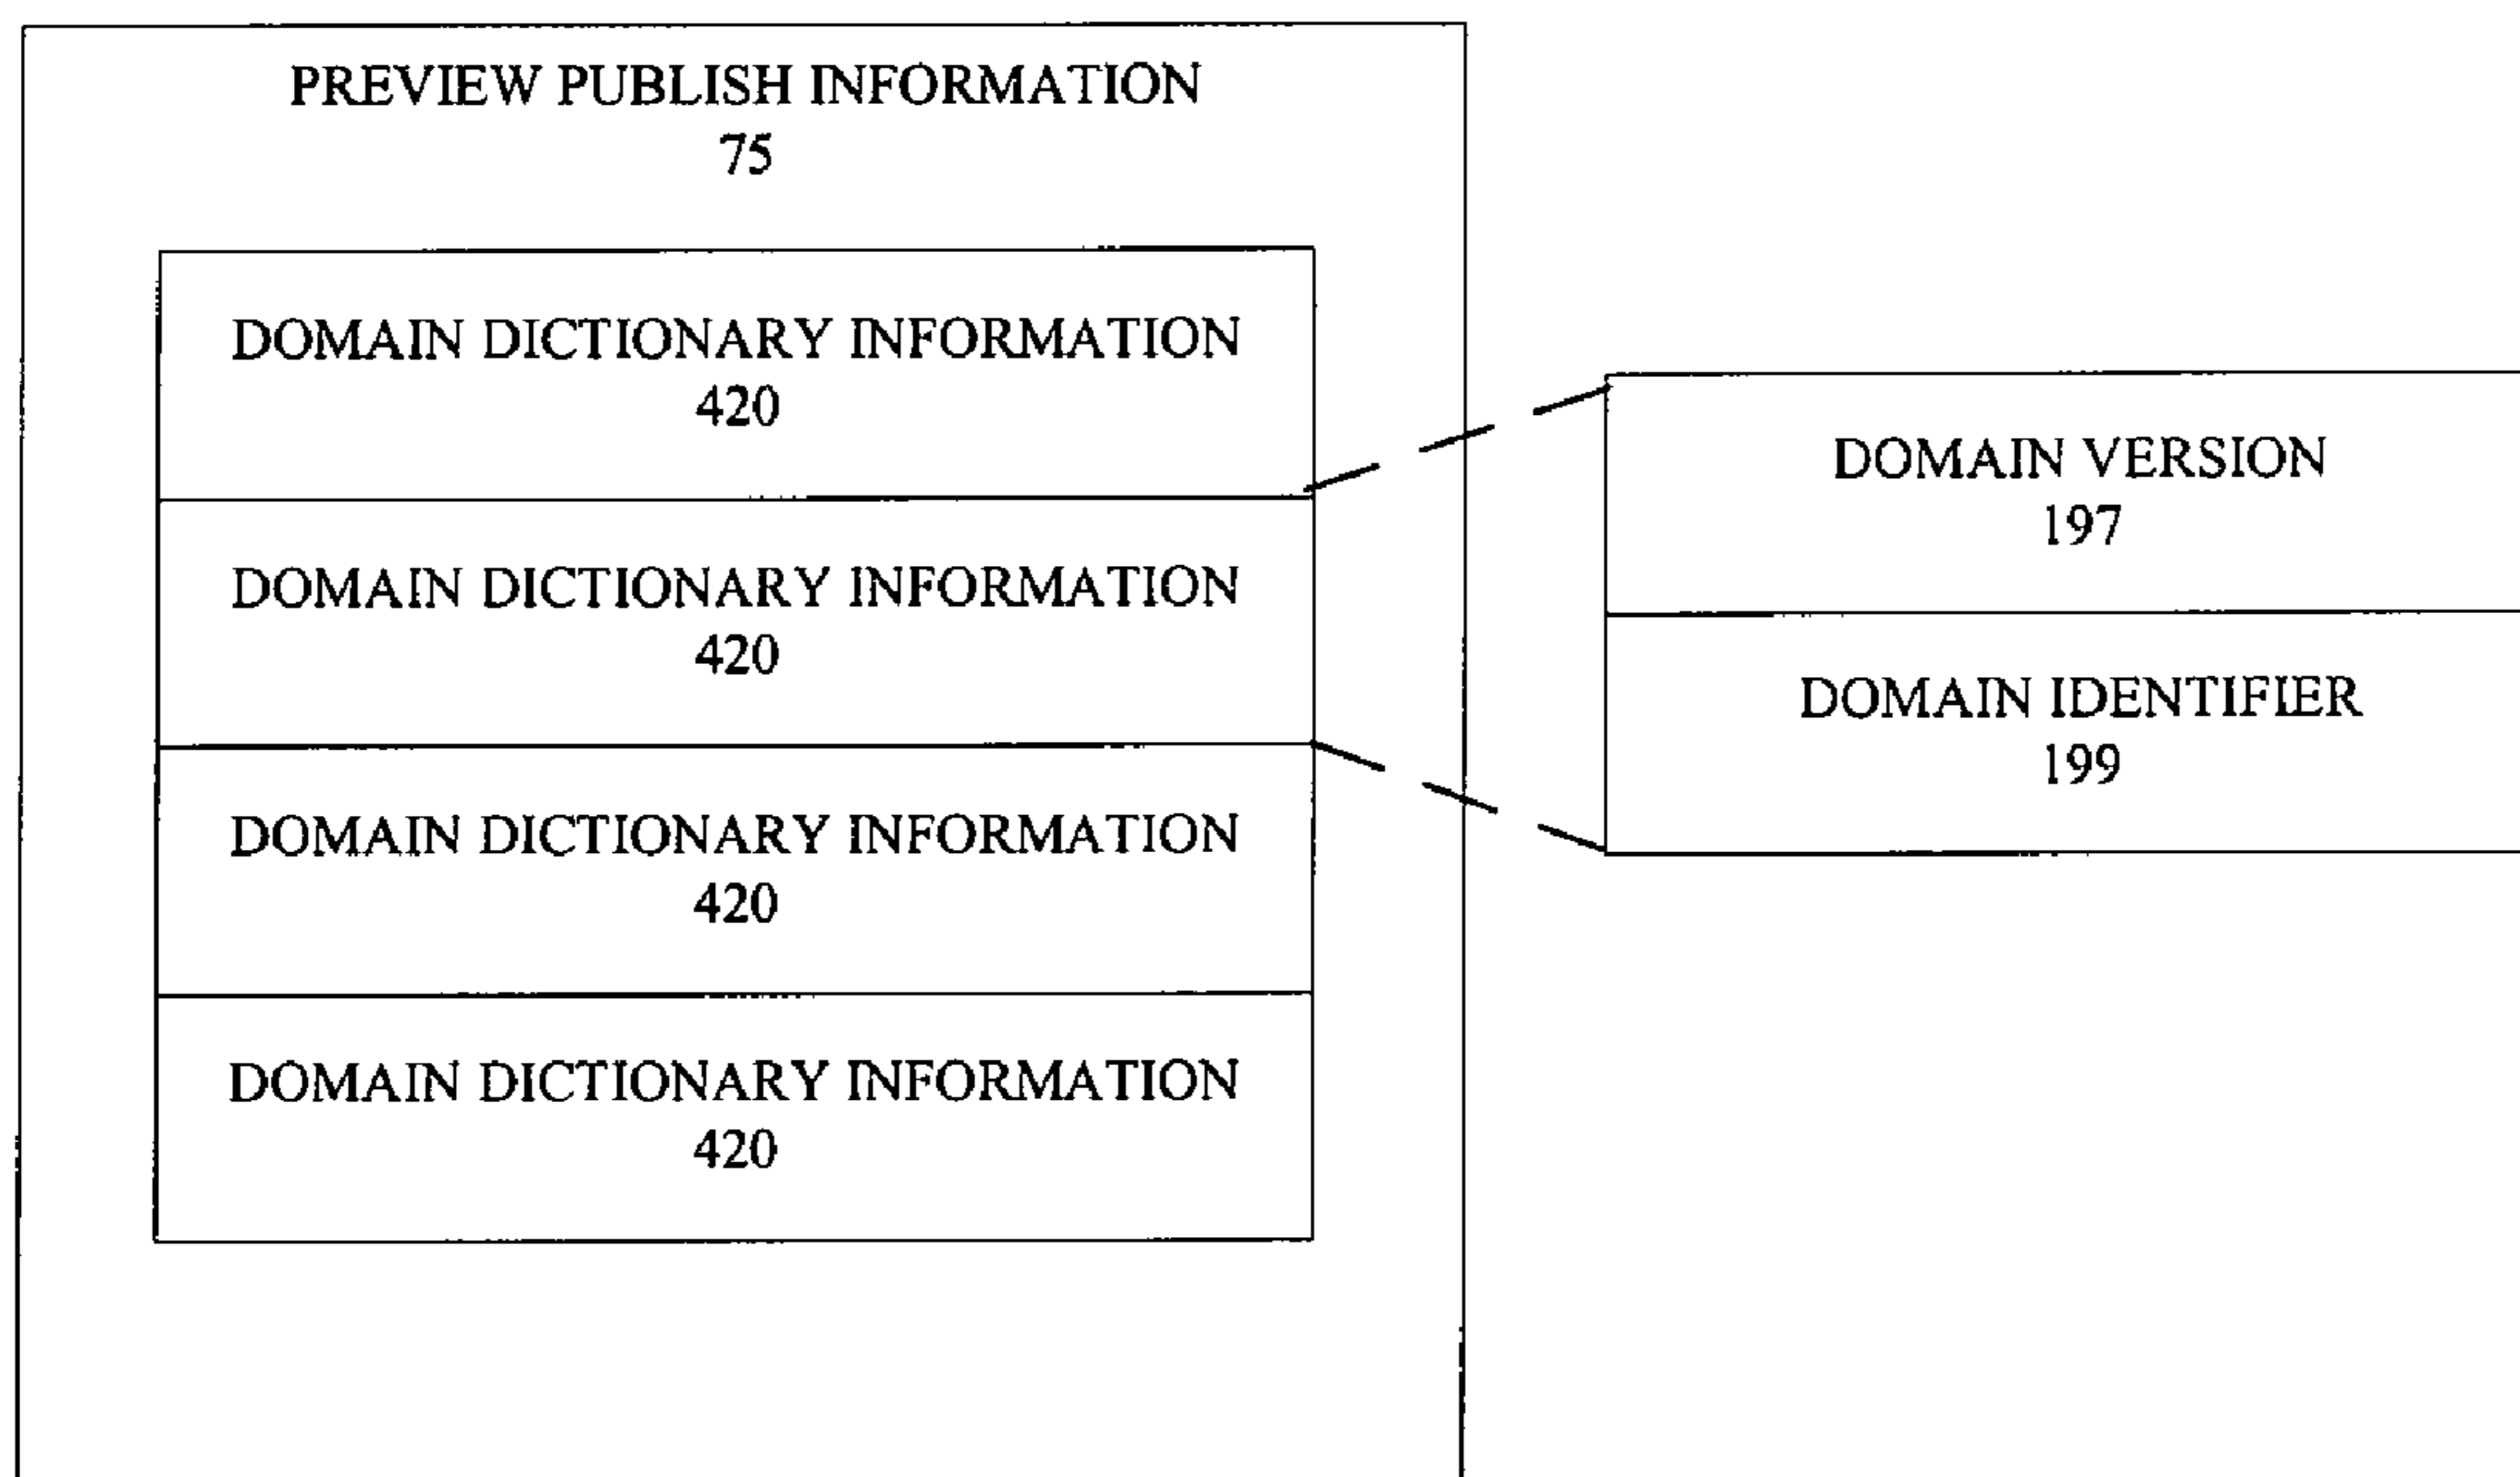 PREVIEW PUBLISH INFORMATION
75
DOMAIN DICTIONARY INFORMATION
420
DOMAIN DICTIONARY INFORMATION
420
DOMAIN DICTIONARY INFORMATION
420
DOMAIN DICTIONARY INFORMATION
420
DOMAIN VERSION
197
DOMAIN IDENTIFIER
199